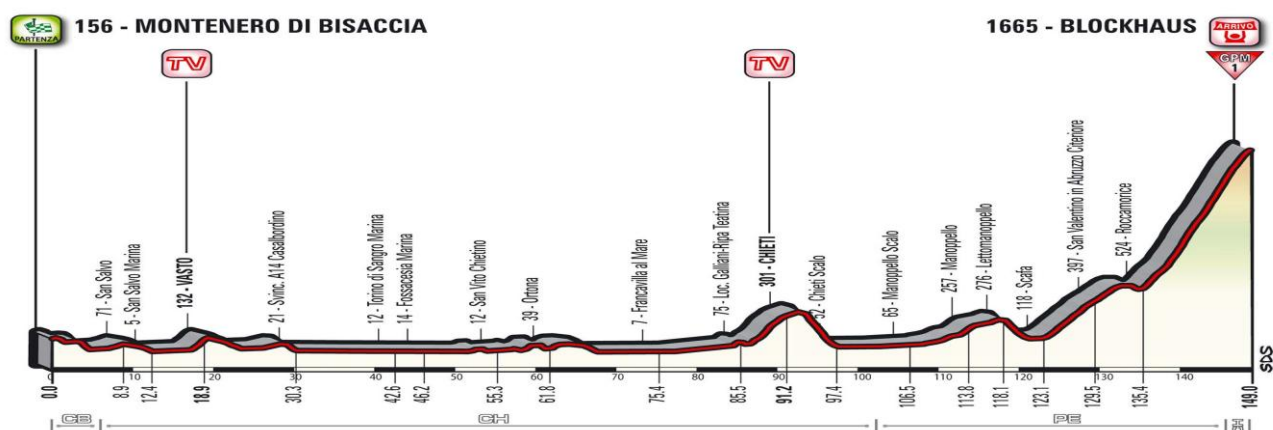 156 - MONTENERO DI BISACCIA
1665 - BLOCKHAUS
PARTENZA
ARRIVO
GPM
1
TV
TV
71 - San Salvo
5 - San Salvo Marina
132 - VASTO
21 - Svinc. A14 Casalbordino
12 - Torino di Sangro Marina
14 - Fossacesia Marina
12 - San Vito Chietino
39 - Ortona
7 - Francavilla al Mare
75 - Loc. Galliani-Ripa Teatina
301 - CHIETI
52 - Chieti Scalo
65 - Manoppello Scalo
257 - Manoppello
276 - Lettomanoppello
118 - Scafa
397 - San Valentino in Abruzzo Citeriore
524 - Roccamorice
SDS
0 10 20 30 40 50 60 70 80 90 100 110 120 130 140
0.0 8.9 12.4 18.9 30.3 42.6 46.2 55.3 61.8 75.4 85.5 91.2 97.4 106.5 113.8 118.1 123.1 129.5 135.4 149.0
CB CH PE CH